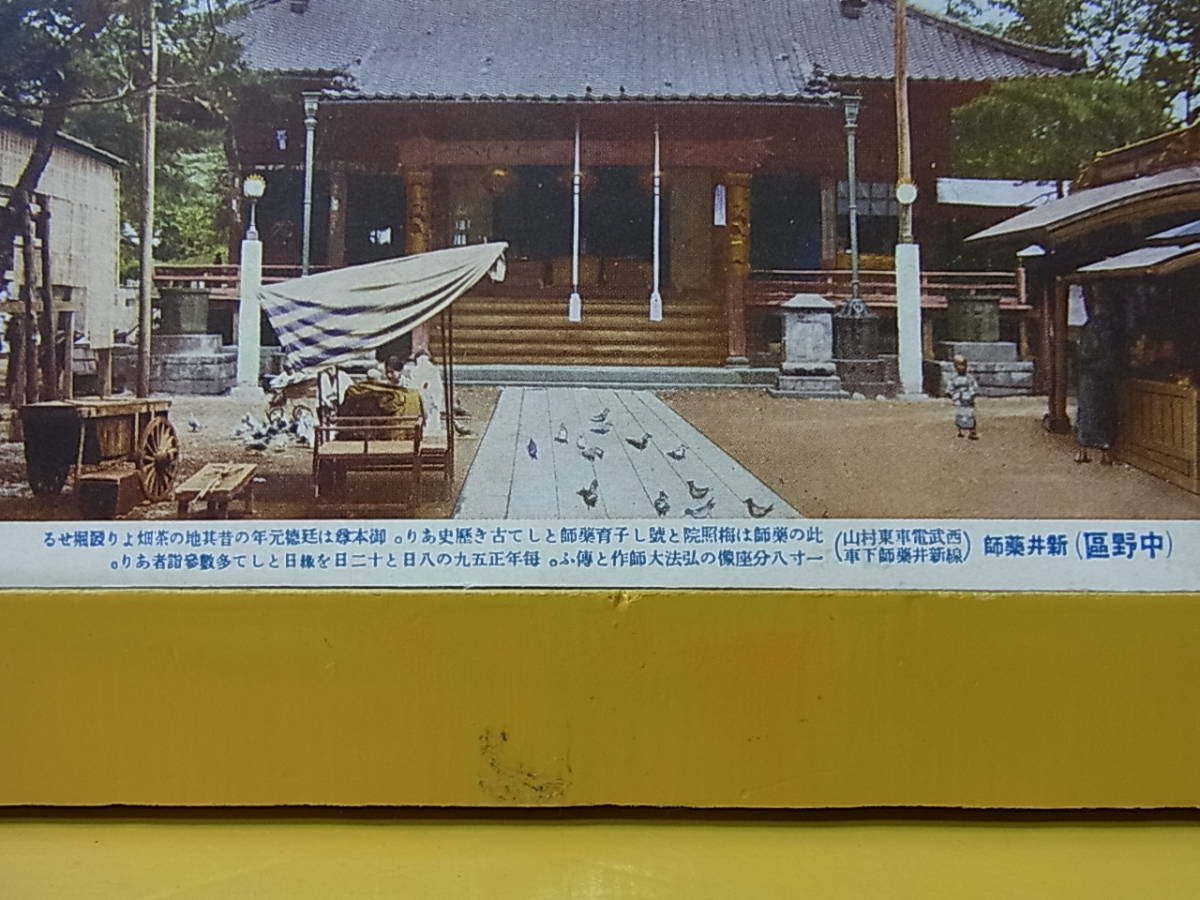 (中野區) 新井藥師
(西武電車東村山
線新井藥師下車)
此の藥師は梅照院と號し子育藥師として古き歷史あり。御本尊は延德元年の昔其地の茶畑より發掘せる
一寸八分座像の弘法大師作と傳ふ。每年正五九の八日と十二日を緣日として多數參詣者あり。